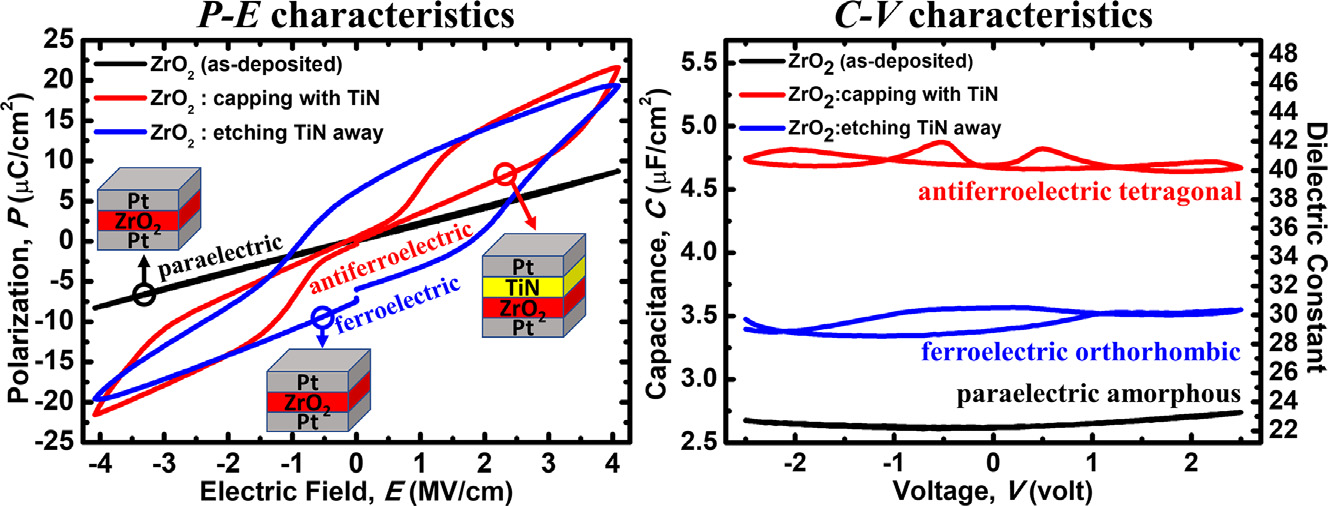 P-E characteristics
25
20
15
10
5
0
-5
-10
-15
-20
-25
Polarization, P (μC/cm²)
ZrO₂ (as-deposited)
ZrO₂ : capping with TiN
ZrO₂ : etching TiN away
Pt
ZrO₂
Pt
paraelectric
antiferroelectric
ferroelectric
Pt
TiN
ZrO₂
Pt
Pt
ZrO₂
Pt
-4 -3 -2 -1 0 1 2 3 4
Electric Field, E (MV/cm)
C-V characteristics
5.5
5.0
4.5
4.0
3.5
3.0
2.5
Capacitance, C (μF/cm²)
ZrO₂ (as-deposited)
ZrO₂:capping with TiN
ZrO₂:etching TiN away
antiferroelectric tetragonal
ferroelectric orthorhombic
paraelectric amorphous
48
46
44
42
40
38
36
34
32
30
28
26
24
22
Dielectric Constant
-2 -1 0 1 2
Voltage, V (volt)